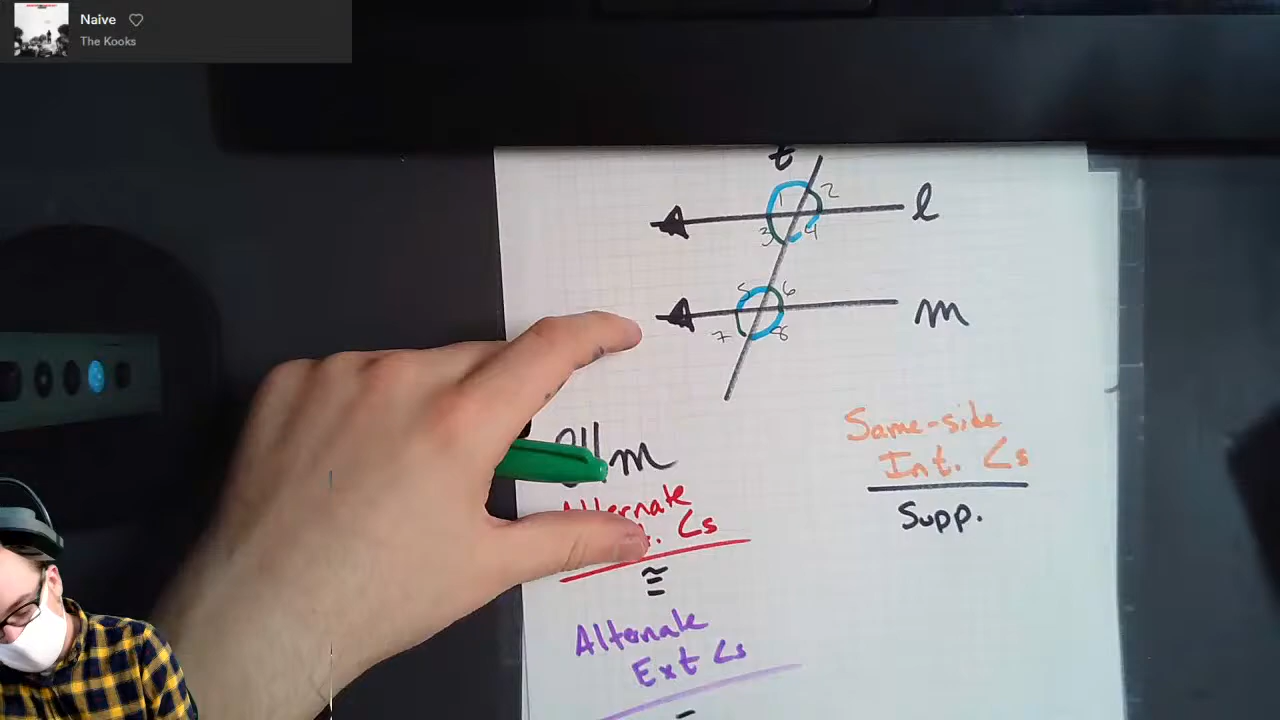 Naive
The Kooks
t
1 2
l
3 4
5 6
m
7 8
m
Same-side
Int. ∠s
Supp.
Alternate
∠s
≅
Alternate
Ext ∠s